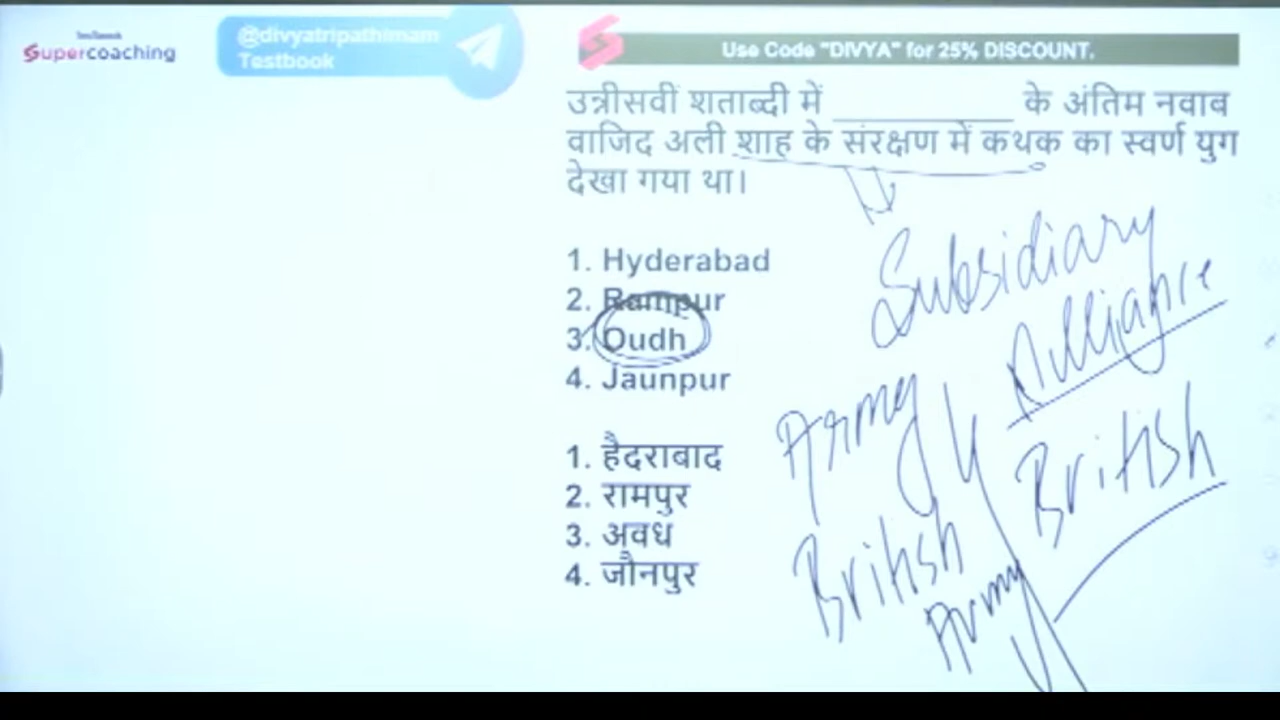 testbook
Supercoaching
@divyatripathimam
Testbook
Use Code "DIVYA" for 25% DISCOUNT.
उन्नीसवीं शताब्दी में ____________ के अंतिम नवाब
वाजिद अली शाह के संरक्षण में कथक का स्वर्ण युग
देखा गया था।
1. Hyderabad
2. Rampur
3. Oudh
4. Jaunpur
1. हैदराबाद
2. रामपुर
3. अवध
4. जौनपुर
Subsidiary
Alliance
Army
British
British
Army